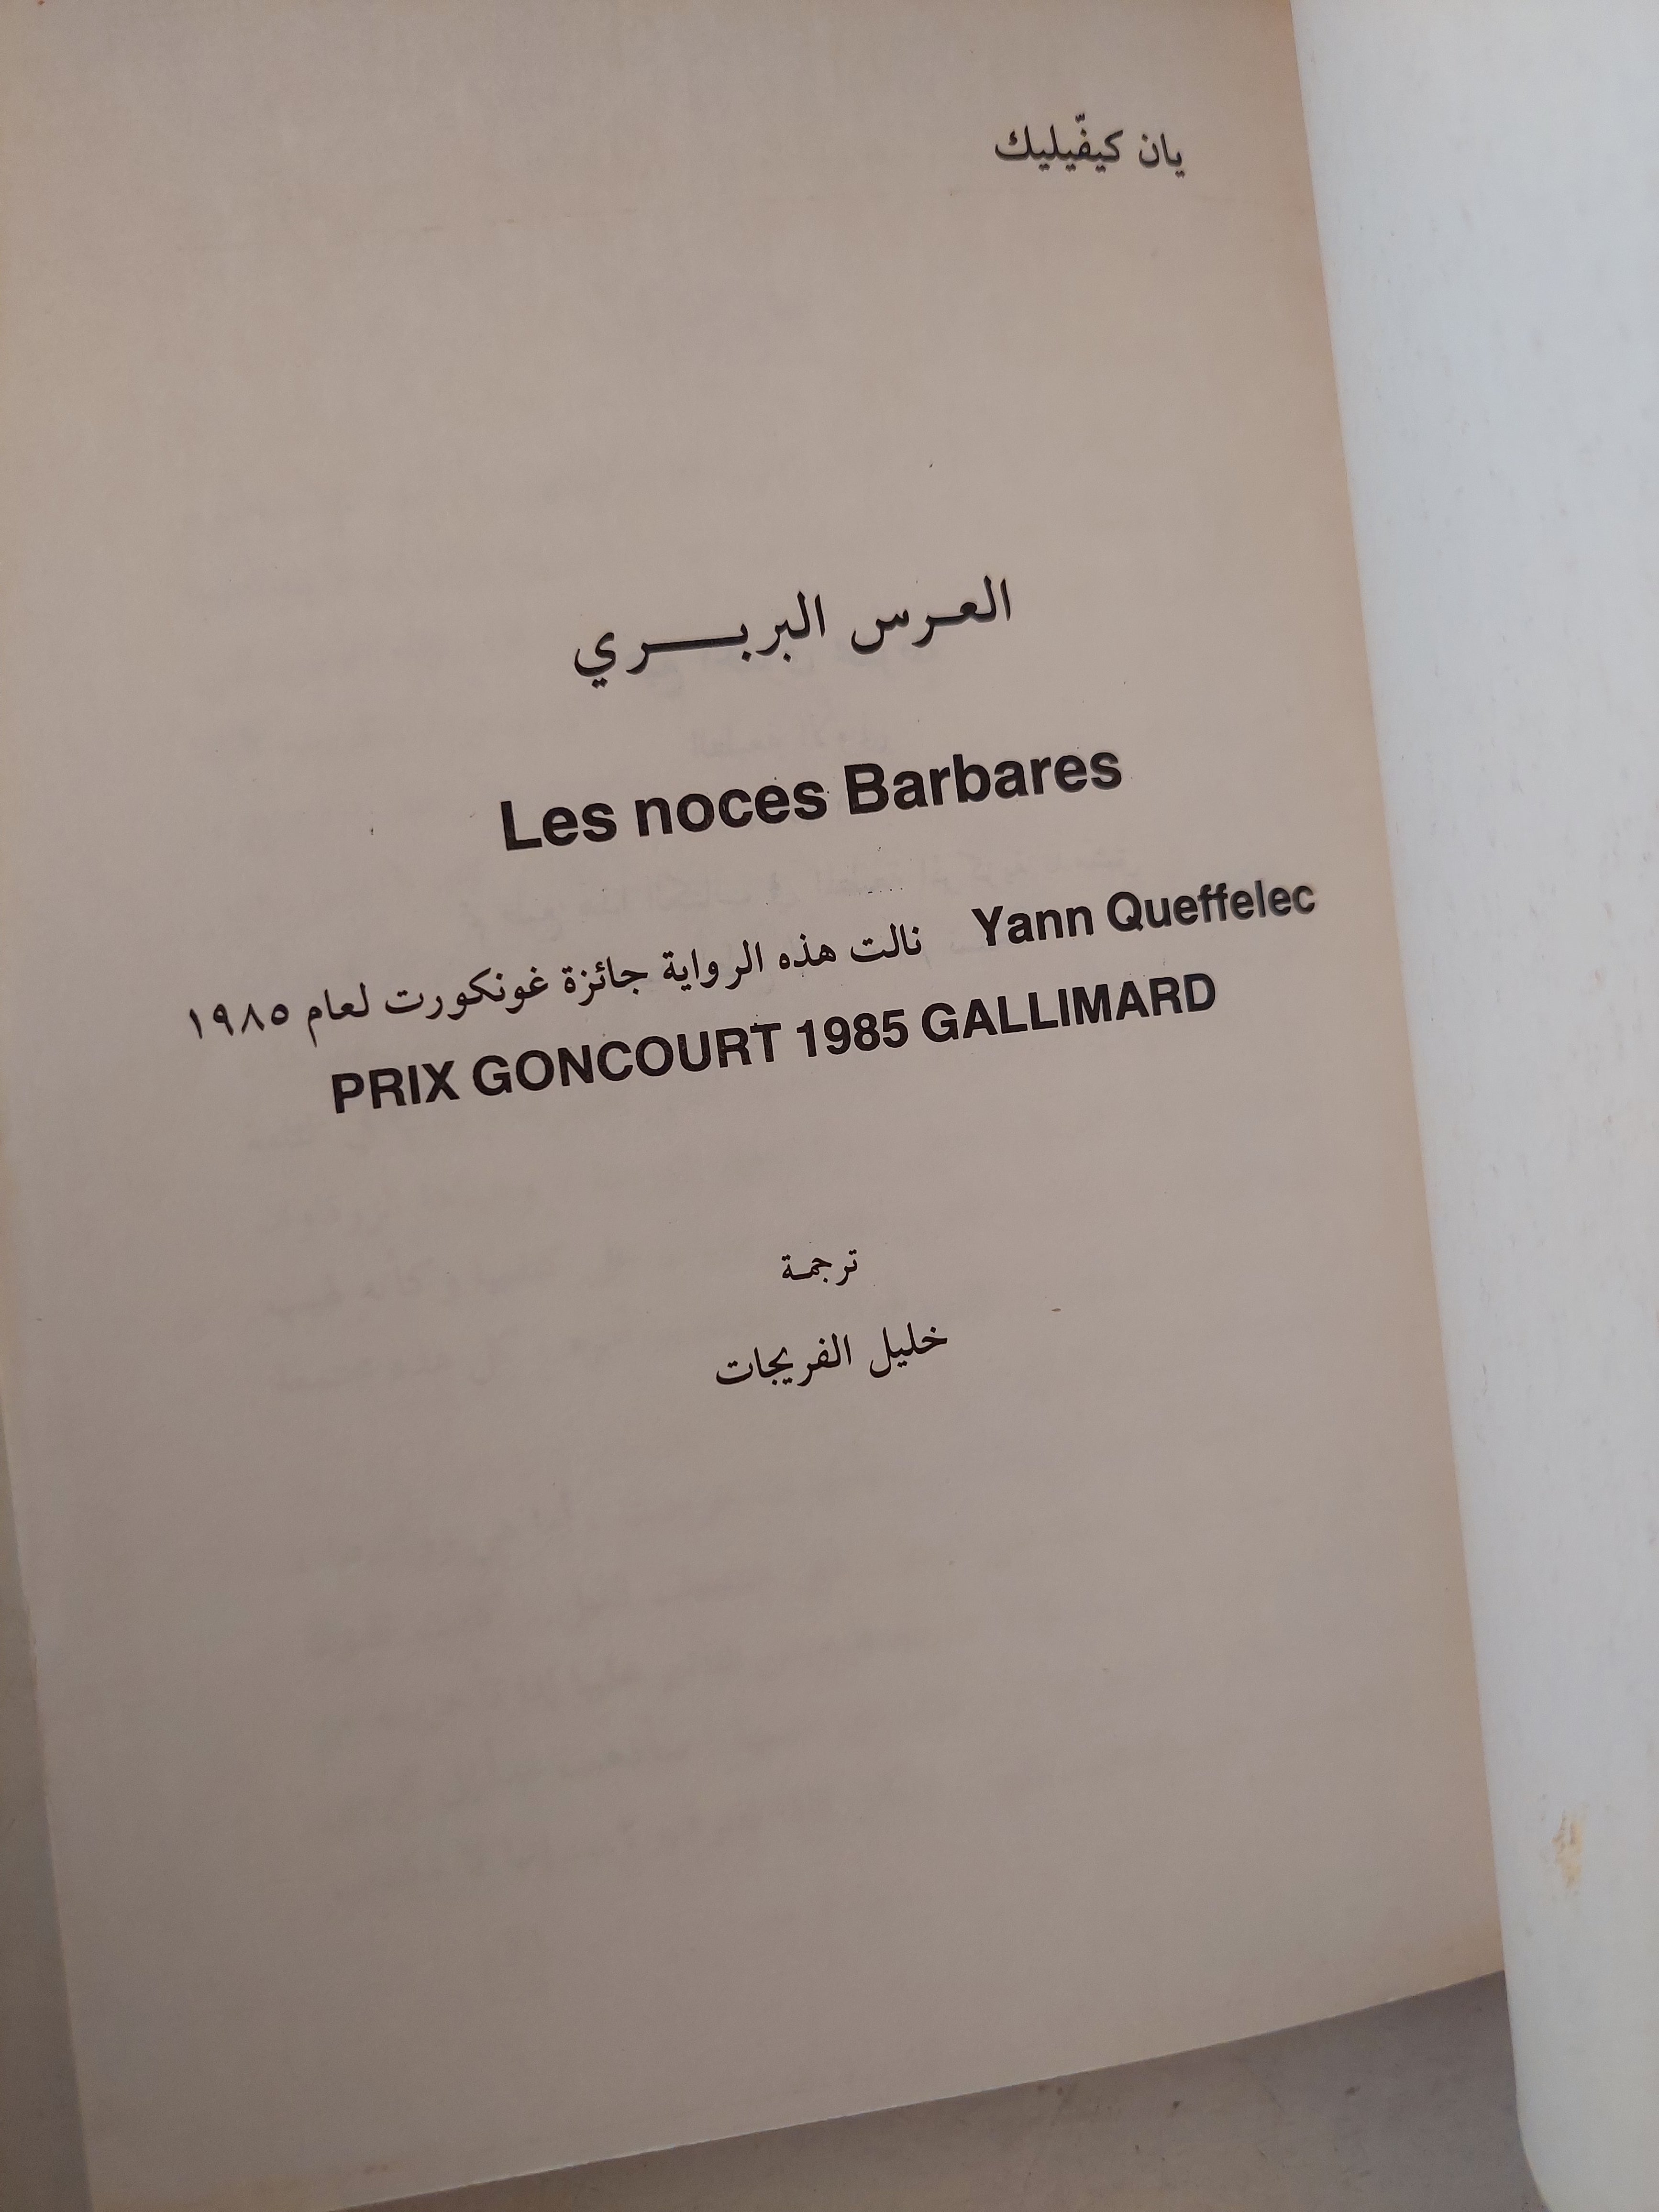 يان كيفّيليك
العرس البربري
Les noces Barbares
Yann Queffelec نالت هذه الرواية جائزة غونكورت لعام ١٩٨٥
PRIX GONCOURT 1985 GALLIMARD
ترجمة
خليل الفريجات